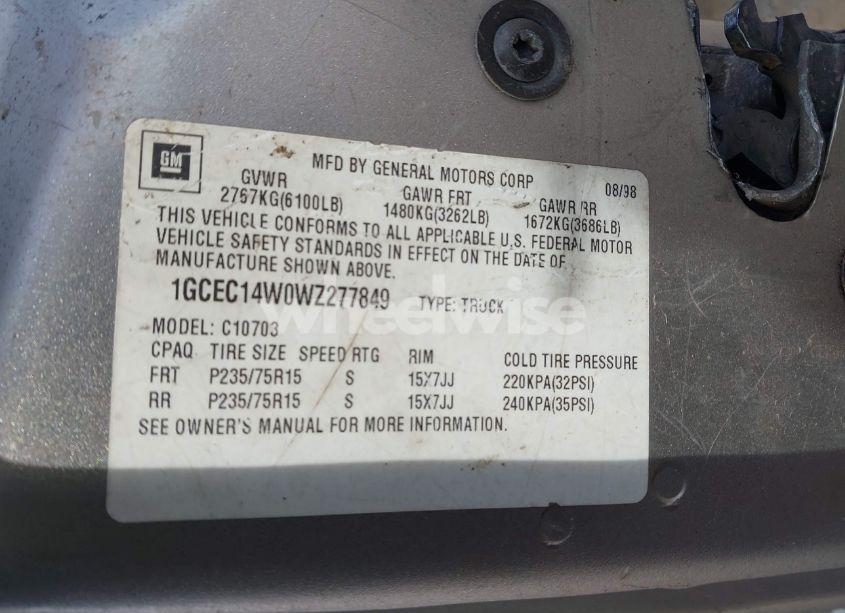 GM
MFD BY GENERAL MOTORS CORP 08/98
GVWR GAWR FRT GAWR RR
2767KG(6100LB) 1480KG(3262LB) 1672KG(3686LB)
THIS VEHICLE CONFORMS TO ALL APPLICABLE U.S. FEDERAL MOTOR
VEHICLE SAFETY STANDARDS IN EFFECT ON THE DATE OF
MANUFACTURE SHOWN ABOVE.
1GCEC14W0WZ277849 TYPE: TRUCK
wheelwise
MODEL: C10703
CPAQ TIRE SIZE SPEED RTG RIM COLD TIRE PRESSURE
FRT P235/75R15 S 15X7JJ 220KPA(32PSI)
RR P235/75R15 S 15X7JJ 240KPA(35PSI)
SEE OWNER'S MANUAL FOR MORE INFORMATION.